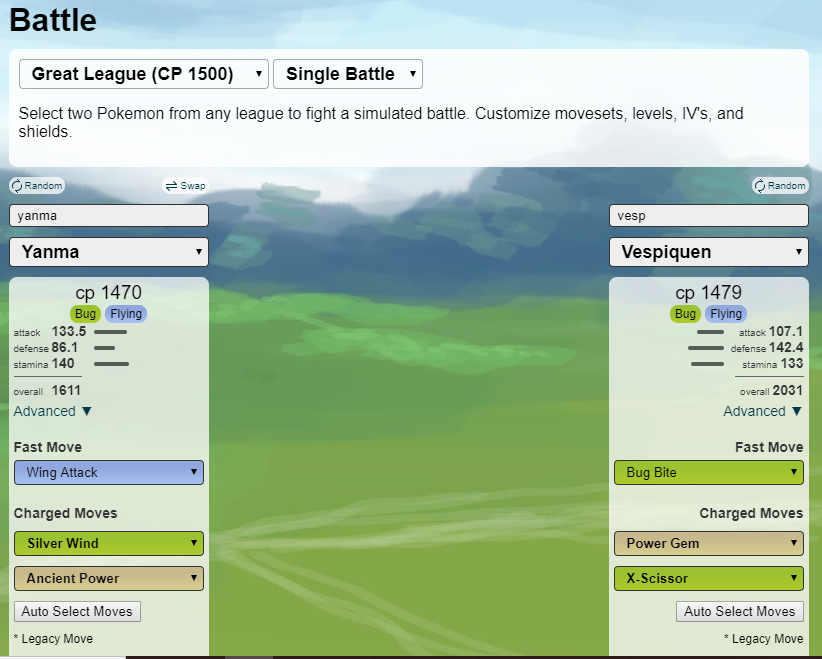 Battle
Great League (CP 1500) Single Battle
Select two Pokemon from any league to fight a simulated battle. Customize movesets, levels, IV's, and
shields.
Random Swap
yanma
Yanma
cp 1470
Bug Flying
attack 133.5
defense 86.1
stamina 140
overall 1611
Advanced ▼
Fast Move
Wing Attack
Charged Moves
Silver Wind
Ancient Power
Auto Select Moves
* Legacy Move
Random
vesp
Vespiquen
cp 1479
Bug Flying
attack 107.1
defense 142.4
stamina 133
overall 2031
Advanced ▼
Fast Move
Bug Bite
Charged Moves
Power Gem
X-Scissor
Auto Select Moves
* Legacy Move